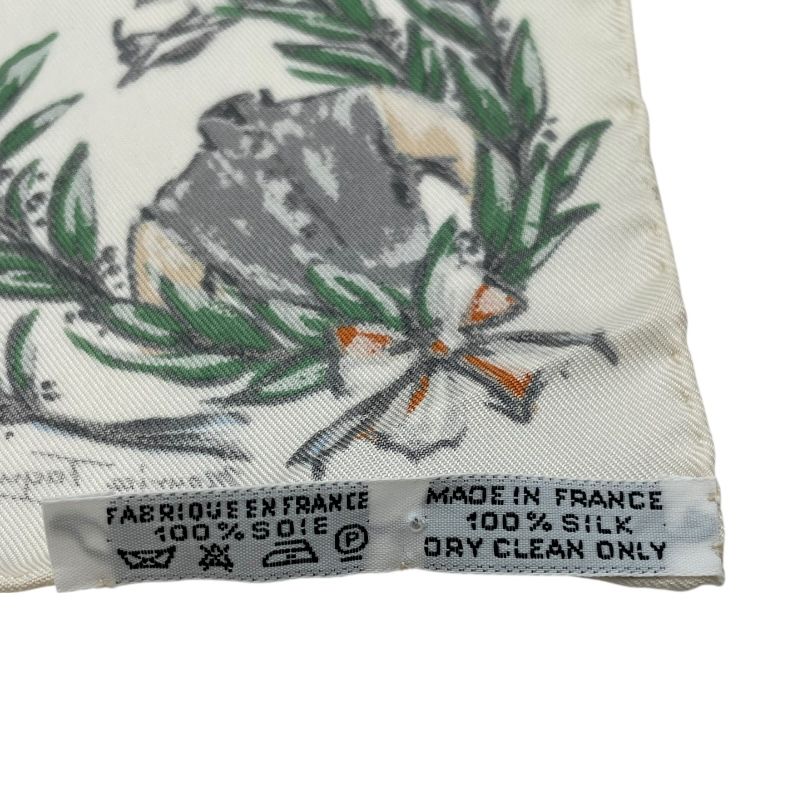 FABRIQUE EN FRANCE
100% SOIE
MADE IN FRANCE
100% SILK
DRY CLEAN ONLY